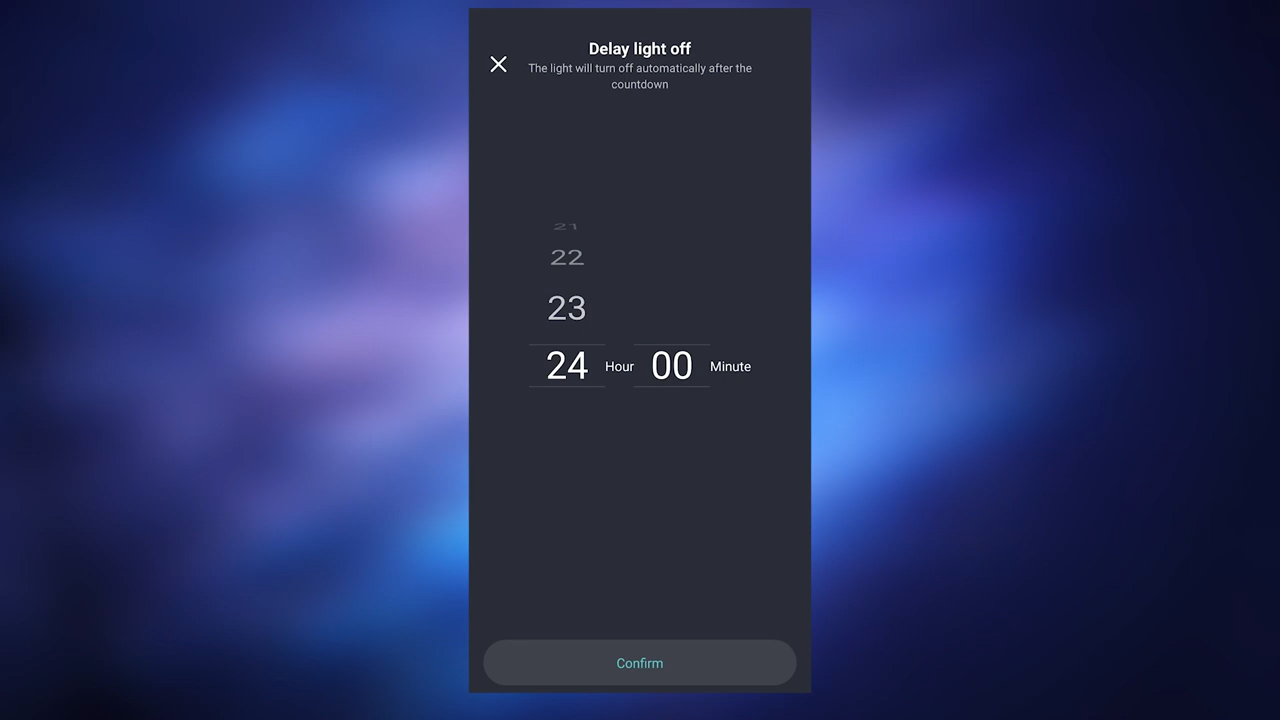 Delay light off
The light will turn off automatically after the
countdown
21
22
23
24 Hour 00 Minute
Confirm